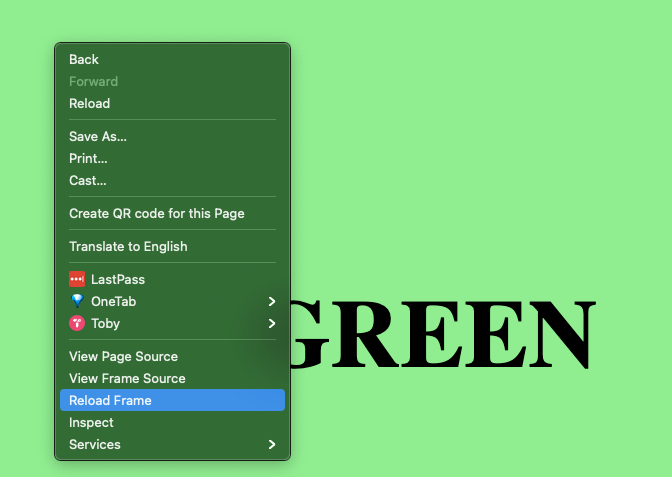 Back
Forward
Reload
Save As...
Print...
Cast...
Create QR code for this Page
Translate to English
LastPass
OneTab
Toby
View Page Source
View Frame Source
Reload Frame
Inspect
Services
GREEN